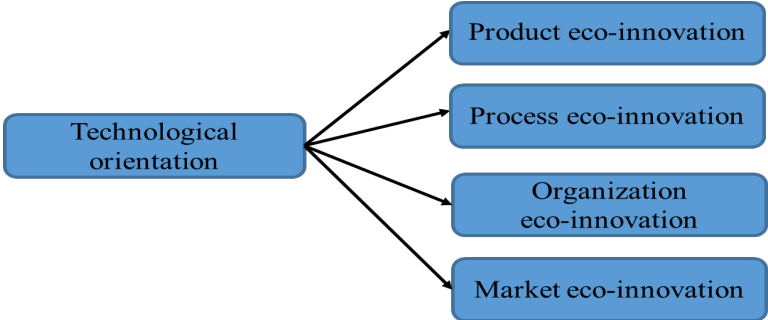 Technological
orientation
Product eco-innovation
Process eco-innovation
Organization
eco-innovation
Market eco-innovation